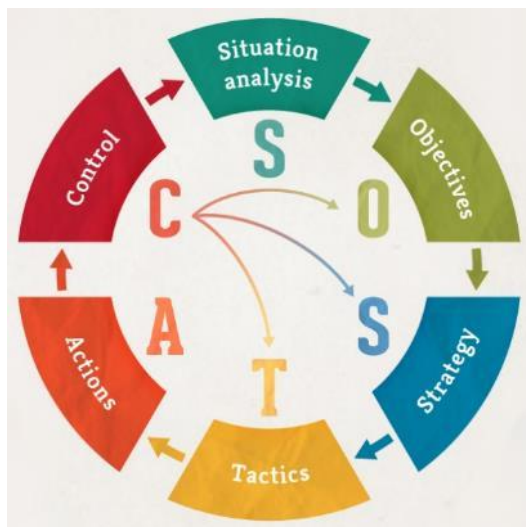 Situation
analysis
Objectives
Strategy
Tactics
Actions
Control
S
O
S
T
A
C